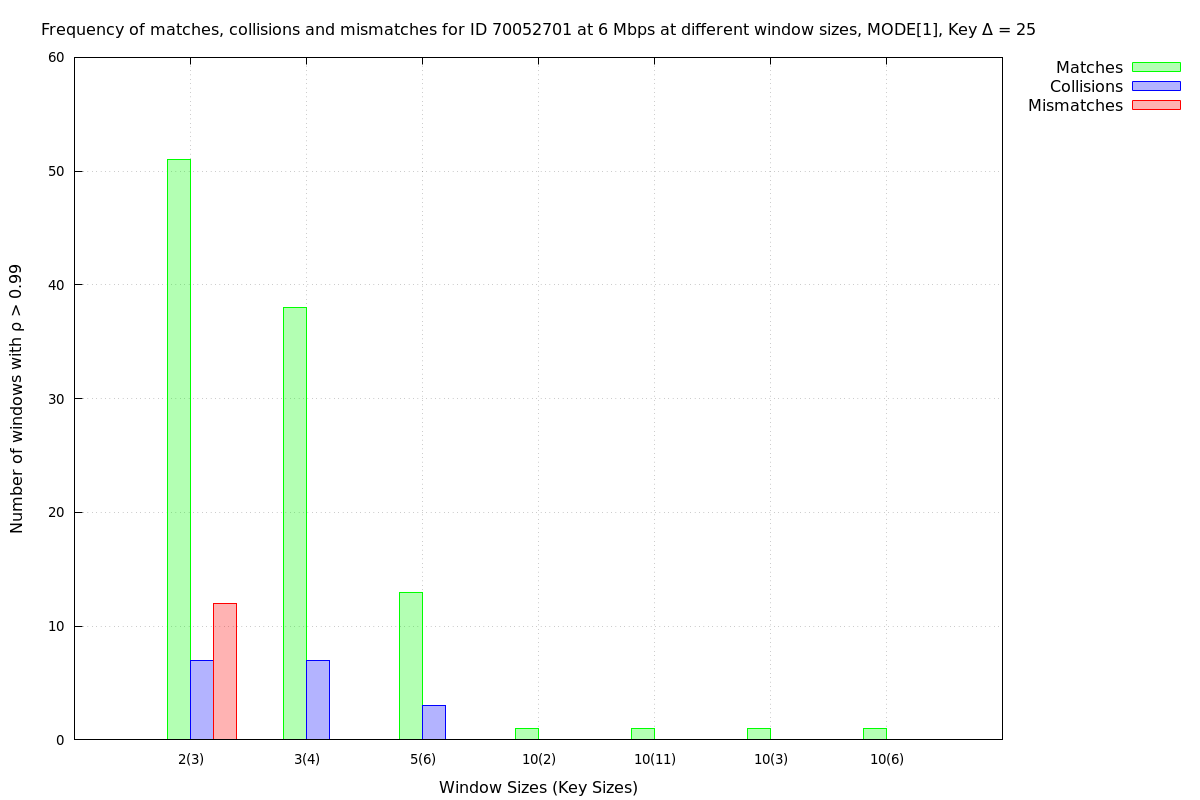 Frequency of matches, collisions and mismatches for ID 70052701 at 6 Mbps at different window sizes, MODE[1], Key Δ = 25
Matches
Collisions
Mismatches
Number of windows with ρ > 0.99
60
50
40
30
20
10
0
2(3) 3(4) 5(6) 10(2) 10(11) 10(3) 10(6)
Window Sizes (Key Sizes)